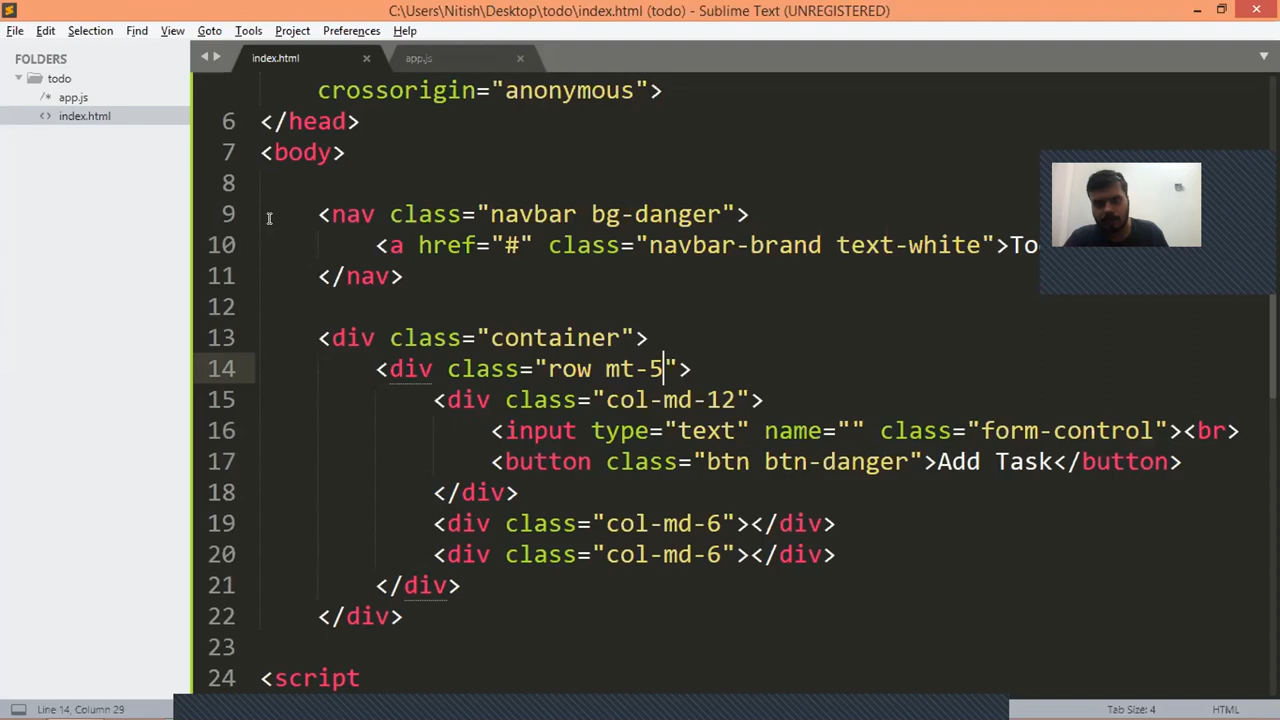 C:\Users\Nitish\Desktop\todo\index.html (todo) - Sublime Text (UNREGISTERED)
File Edit Selection Find View Goto Tools Project Preferences Help
FOLDERS
todo
app.js
index.html
index.html
app.js
crossorigin="anonymous">
6 </head>
7 <body>
8
9 <nav class="navbar bg-danger">
10 <a href="#" class="navbar-brand text-white">
11 </nav>
12
13 <div class="container">
14 <div class="row mt-5">
15 <div class="col-md-12">
16 <input type="text" name="" class="form-control"><br>
17 <button class="btn btn-danger">Add Task</button>
18 </div>
19 <div class="col-md-6"></div>
20 <div class="col-md-6"></div>
21 </div>
22 </div>
23
24 <script
Line 14, Column 29
Tab Size: 4
HTML